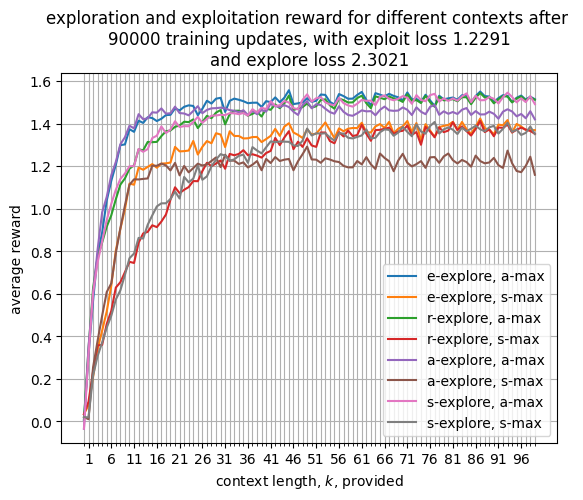 exploration and exploitation reward for different contexts after
90000 training updates, with exploit loss 1.2291
and explore loss 2.3021
1.6
1.4
1.2
1.0
0.8
0.6
0.4
0.2
0.0
average reward
e-explore, a-max
e-explore, s-max
r-explore, a-max
r-explore, s-max
a-explore, a-max
a-explore, s-max
s-explore, a-max
s-explore, s-max
1 6 11 16 21 26 31 36 41 46 51 56 61 66 71 76 81 86 91 96
context length, k, provided